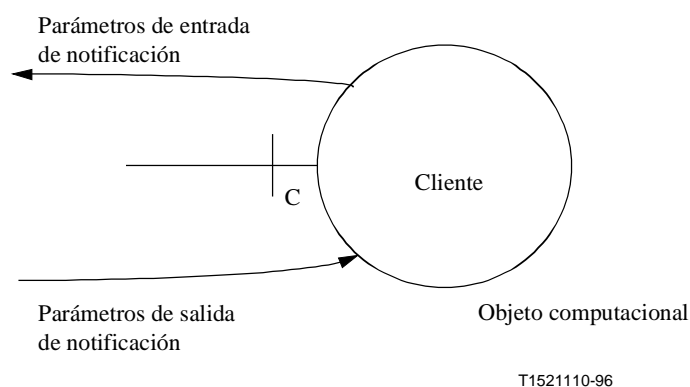 Parámetros de entrada
de notificación
Cliente
C
Parámetros de salida
de notificación
Objeto computacional
T1521110-96